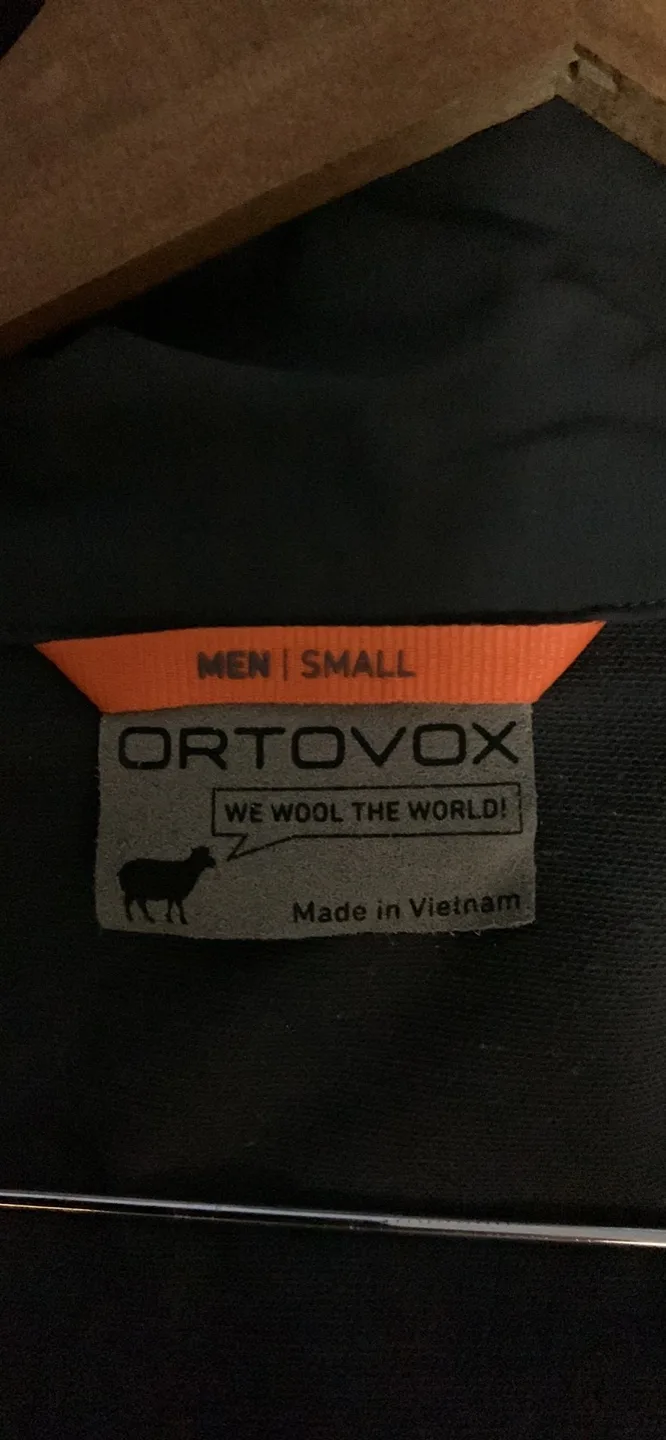 MEN | SMALL
ORTOVOX
WE WOOL THE WORLD!
Made in Vietnam